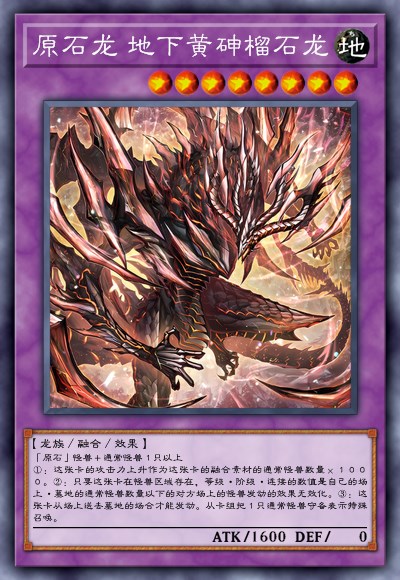 原石龙 地下黄砷榴石龙
地
【龙族/融合/效果】
「原石」怪兽＋通常怪兽1只以上
①：这张卡的攻击力上升作为这张卡的融合素材的通常怪兽数量×100
0。②：只要这张卡在怪兽区域存在，等级·阶级·连接的数值是自己的场
上·墓地的通常怪兽数量以下的对方场上的怪兽发动的效果无效化。③：这
张卡从场上送去墓地的场合才能发动。从卡组把1只通常怪兽守备表示特殊
召唤。
ATK/1600 DEF/ 0